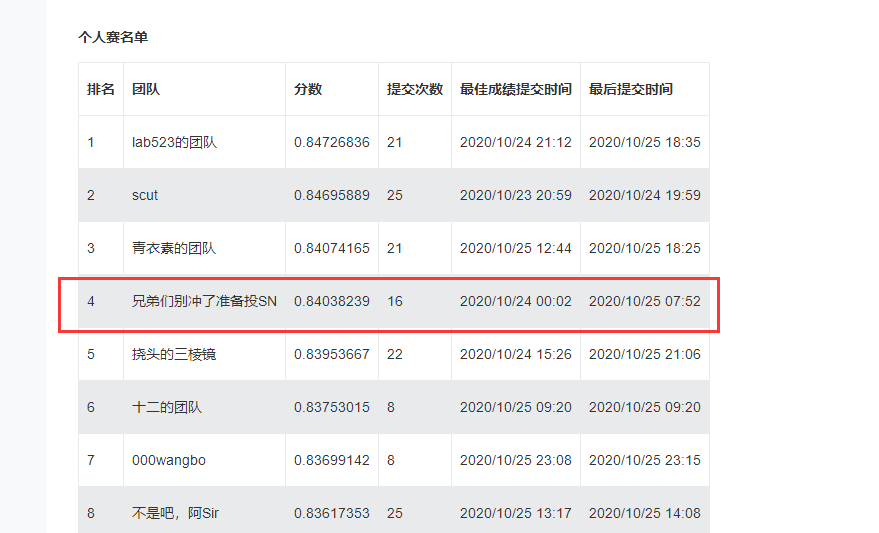 个人赛名单
排名 团队 分数 提交次数 最佳成绩提交时间 最后提交时间
1 lab523的团队 0.84726836 21 2020/10/24 21:12 2020/10/25 18:35
2 scut 0.84695889 25 2020/10/23 20:59 2020/10/24 19:59
3 青衣素的团队 0.84074165 21 2020/10/25 12:44 2020/10/25 18:25
4 兄弟们别冲了准备投SN 0.84038239 16 2020/10/24 00:02 2020/10/25 07:52
5 挠头的三棱镜 0.83953667 22 2020/10/24 15:26 2020/10/25 21:06
6 十二的团队 0.83753015 8 2020/10/25 09:20 2020/10/25 09:20
7 000wangbo 0.83699142 8 2020/10/25 23:08 2020/10/25 23:15
8 不是吧，阿Sir 0.83617353 25 2020/10/25 13:17 2020/10/25 14:08